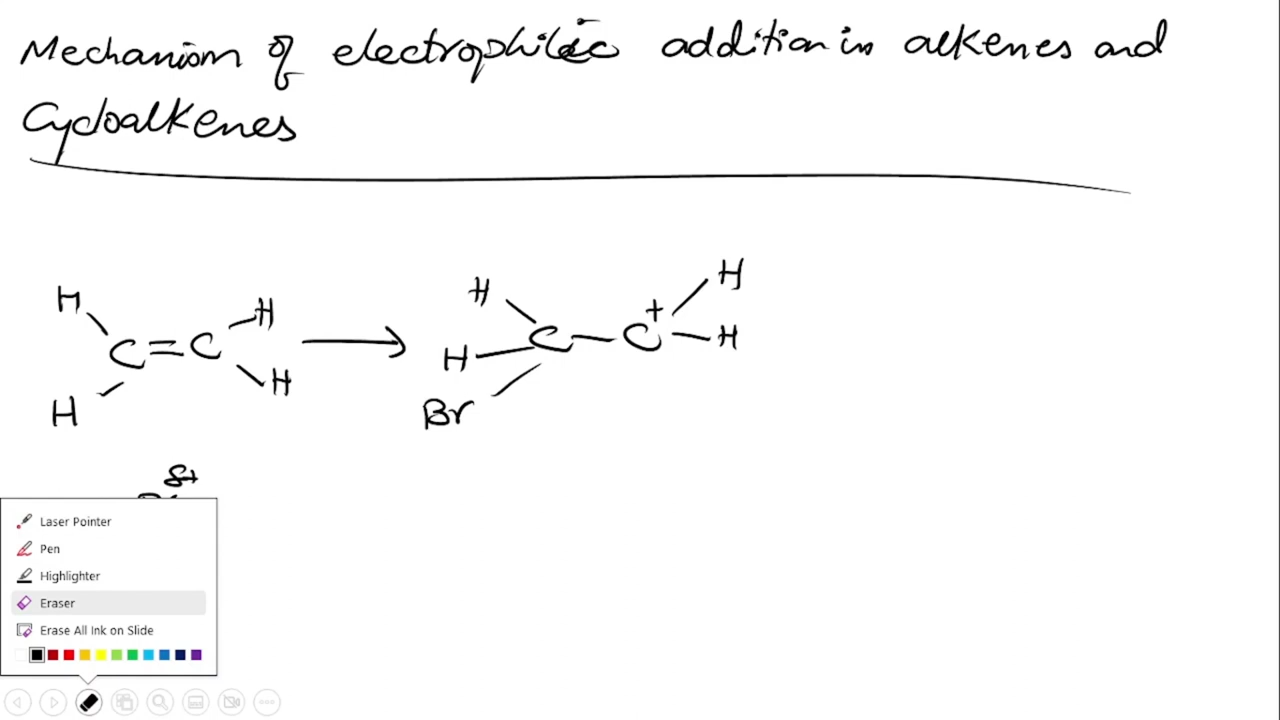 Mechanism of electrophilic addition in alkenes and
Cycloalkenes
H
H
H
H
C=C
H
C - C
+
H
H
H
H
Br
δ+
Laser Pointer
Pen
Highlighter
Eraser
Erase All Ink on Slide